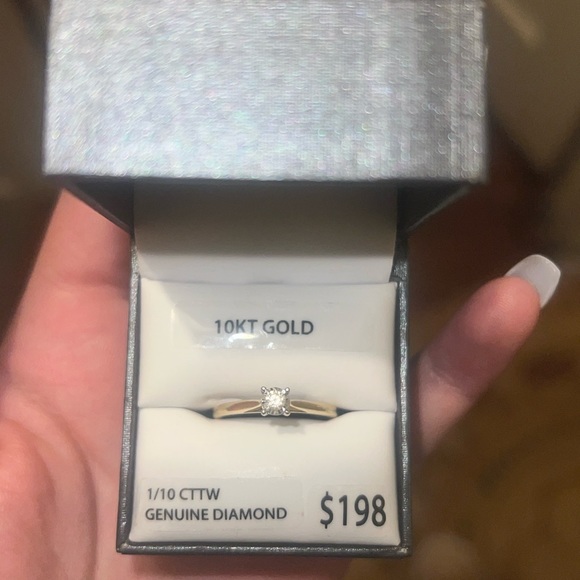 10KT GOLD
1/10 CTTW
GENUINE DIAMOND
$198